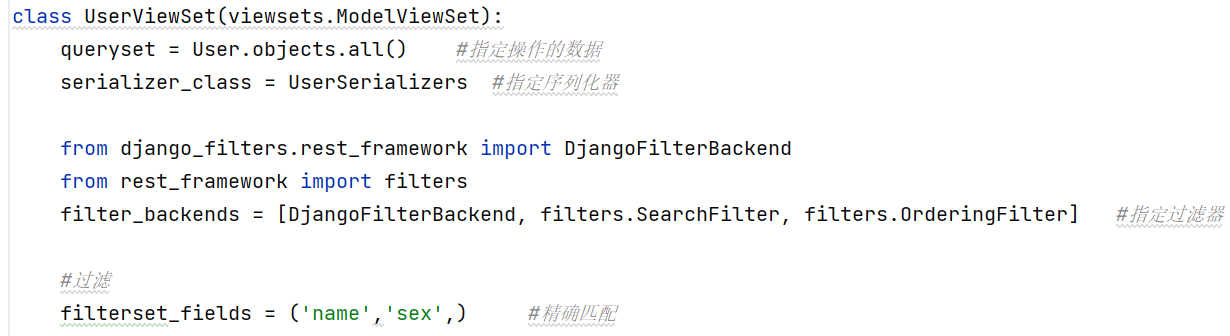 class UserViewSet(viewsets.ModelViewSet):
    queryset = User.objects.all()    #指定操作的数据
    serializer_class = UserSerializers  #指定序列化器
    from django_filters.rest_framework import DjangoFilterBackend
    from rest_framework import filters
    filter_backends = [DjangoFilterBackend, filters.SearchFilter, filters.OrderingFilter]   #指定过滤器
    #过滤
    filterset_fields = ('name','sex',)     #精确匹配